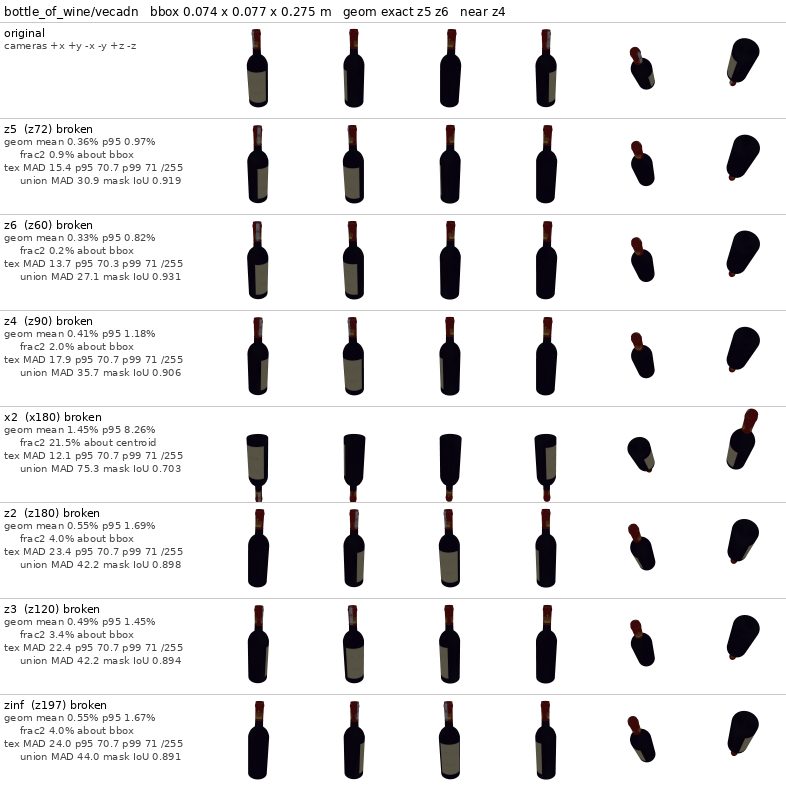 bottle_of_wine/vecadn   bbox 0.074 x 0.077 x 0.275 m   geom exact z5 z6   near z4
original
cameras +x +y -x -y +z -z
z5  (z72) broken
geom mean 0.36% p95 0.97%
frac2 0.9% about bbox
tex MAD 15.4 p95 70.7 p99 71 /255
union MAD 30.9 mask IoU 0.919
z6  (z60) broken
geom mean 0.33% p95 0.82%
frac2 0.2% about bbox
tex MAD 13.7 p95 70.3 p99 71 /255
union MAD 27.1 mask IoU 0.931
z4  (z90) broken
geom mean 0.41% p95 1.18%
frac2 2.0% about bbox
tex MAD 17.9 p95 70.7 p99 71 /255
union MAD 35.7 mask IoU 0.906
x2  (x180) broken
geom mean 1.45% p95 8.26%
frac2 21.5% about centroid
tex MAD 12.1 p95 70.7 p99 71 /255
union MAD 75.3 mask IoU 0.703
z2  (z180) broken
geom mean 0.55% p95 1.69%
frac2 4.0% about bbox
tex MAD 23.4 p95 70.7 p99 71 /255
union MAD 42.2 mask IoU 0.898
z3  (z120) broken
geom mean 0.49% p95 1.45%
frac2 3.4% about bbox
tex MAD 22.4 p95 70.7 p99 71 /255
union MAD 42.2 mask IoU 0.894
zinf  (z197) broken
geom mean 0.55% p95 1.67%
frac2 4.0% about bbox
tex MAD 24.0 p95 70.7 p99 71 /255
union MAD 44.0 mask IoU 0.891